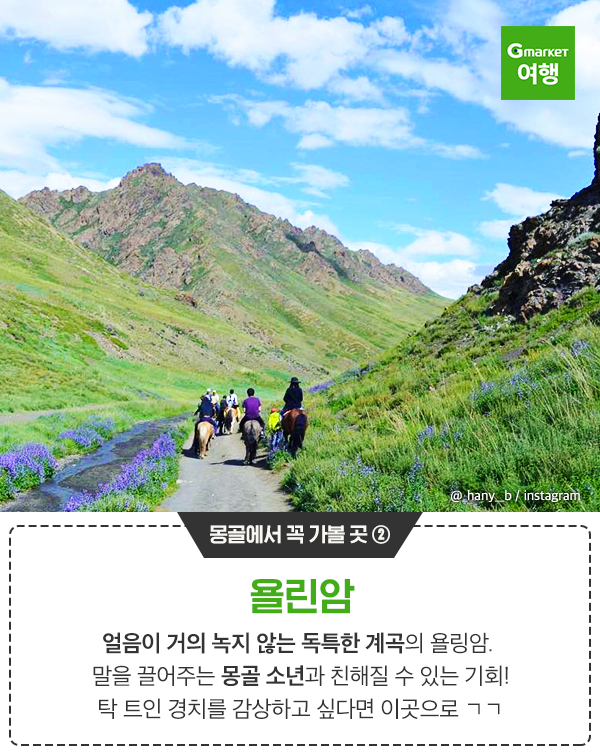 Gmarket
여행
@_hany__b / instagram
몽골에서 꼭 가볼 곳 ②
욜린암
얼음이 거의 녹지 않는 독특한 계곡의 욜링암.
말을 끌어주는 몽골 소년과 친해질 수 있는 기회!
탁 트인 경치를 감상하고 싶다면 이곳으로 ㄱㄱ